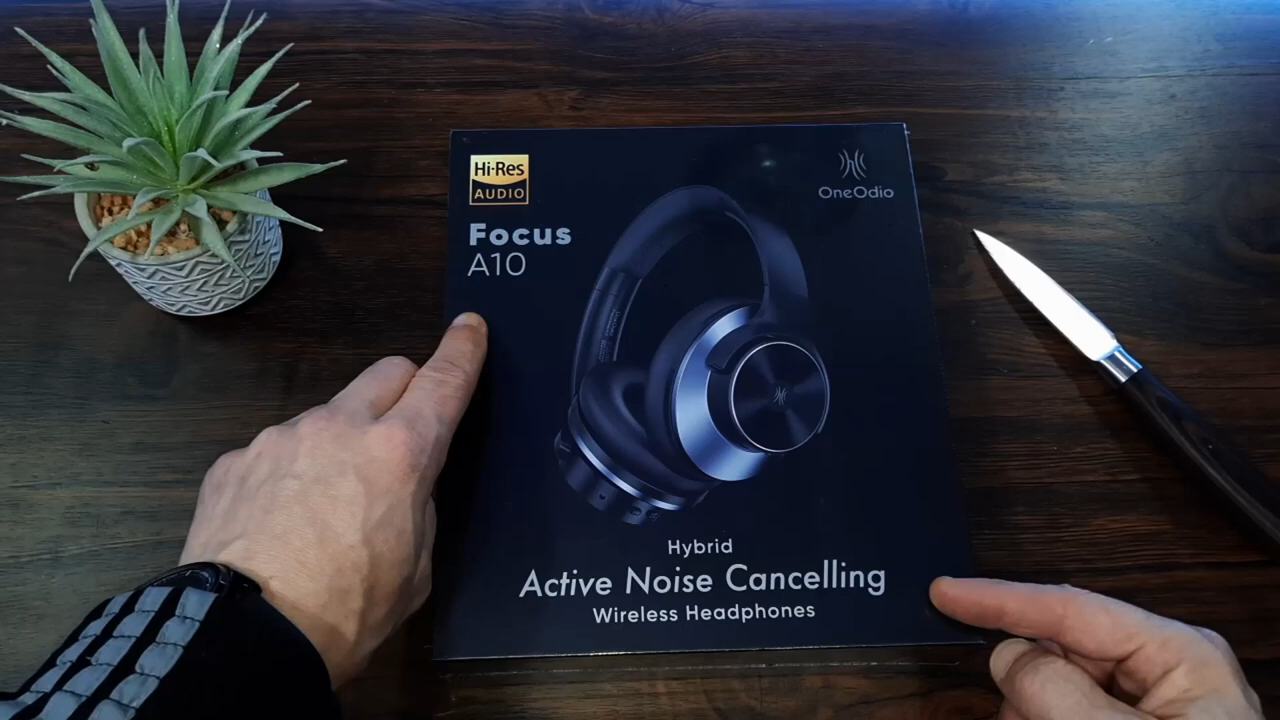 Hi-Res
AUDIO
OneOdio
Focus
A10
Hybrid
Active Noise Cancelling
Wireless Headphones